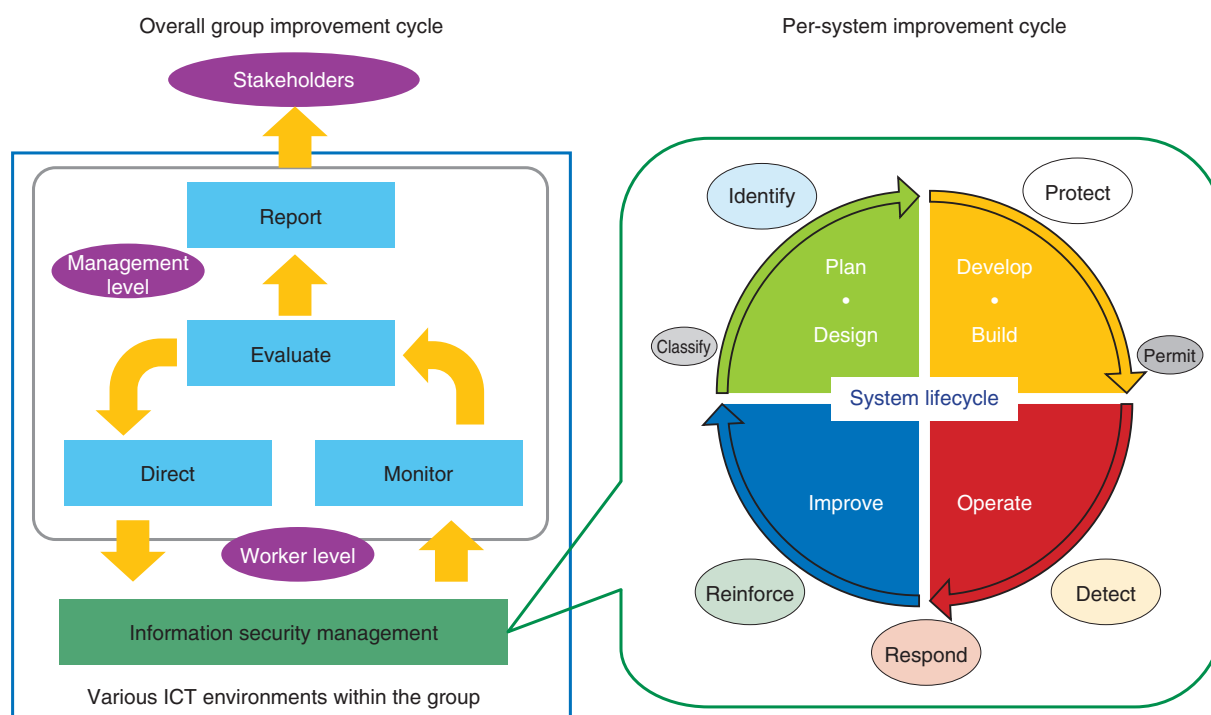 Overall group improvement cycle
Stakeholders
Report
Management
level
Evaluate
Direct
Monitor
Worker level
Information security management
Various ICT environments within the group
Per-system improvement cycle
Identify
Protect
Plan
•
Design
Develop
•
Build
Classify
Permit
System lifecycle
Improve
Operate
Reinforce
Detect
Respond